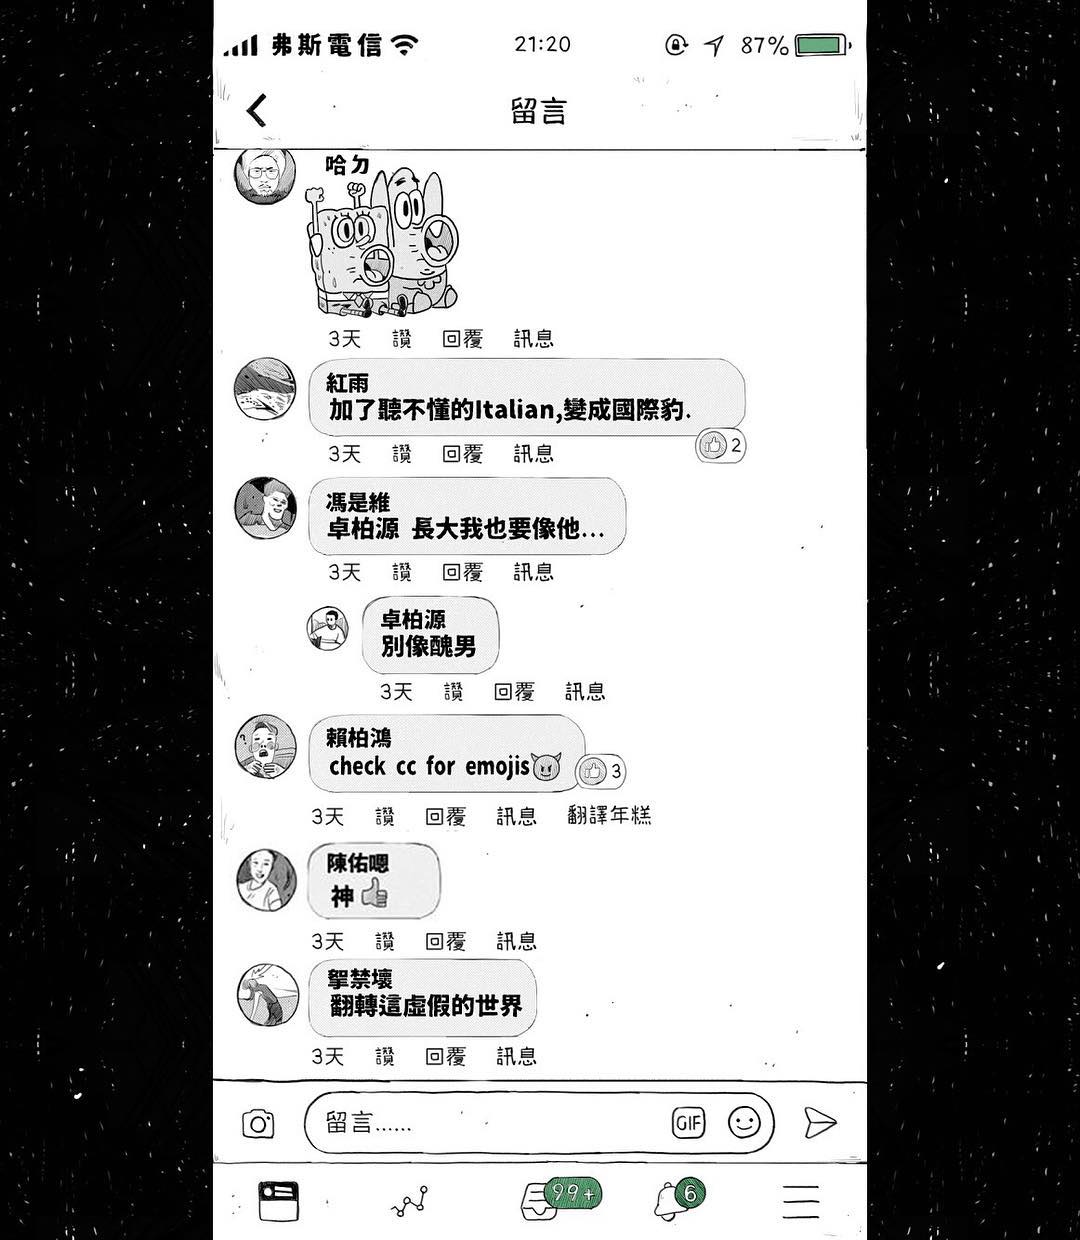 弗斯電信 21:20 87%
留言
哈ㄉ
3天 讚 回覆 訊息
紅雨
加了聽不懂的Italian,變成國際豹.
2
3天 讚 回覆 訊息
馮是維
卓柏源 長大我也要像他...
3天 讚 回覆 訊息
卓柏源
別像醜男
3天 讚 回覆 訊息
賴柏鴻
check cc for emojis
3
3天 讚 回覆 訊息 翻譯年糕
陳佑嗯
神
3天 讚 回覆 訊息
挐禁壞
翻轉這虛假的世界
3天 讚 回覆 訊息
留言...... GIF
99+ 6